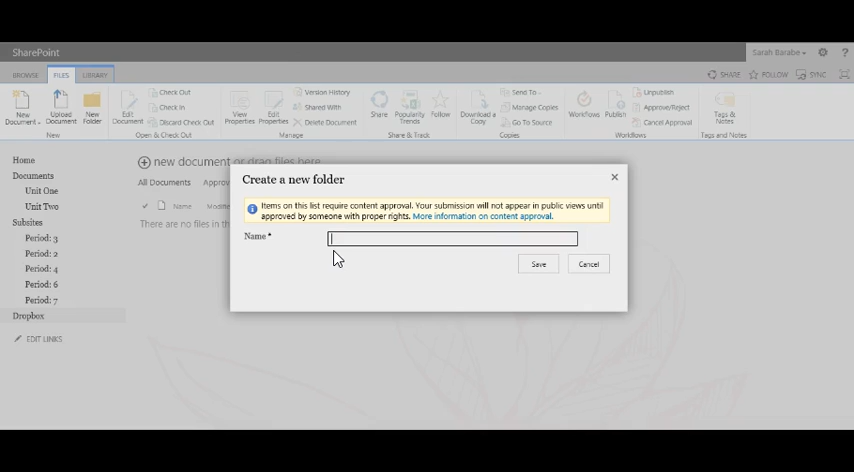 SharePoint
Sarah Barabe
?
BROWSE FILES LIBRARY
SHARE FOLLOW SYNC
New Document
Upload Document
New Folder
New
Edit Document
Check Out
Check In
Discard Check Out
Open & Check Out
View Properties
Edit Properties
Version History
Shared With
Delete Document
Manage
Share
Popularity Trends
Follow
Share & Track
Download a Copy
Send To
Manage Copies
Go To Source
Copies
Workflows
Publish
Unpublish
Approve/Reject
Cancel Approval
Workflows
Tags & Notes
Tags and Notes
Home
Documents
Unit One
Unit Two
Subsites
Period: 3
Period: 2
Period: 4
Period: 6
Period: 7
Dropbox
EDIT LINKS
new document or drag files here
All Documents
Name
There are no files in
Create a new folder
Items on this list require content approval. Your submission will not appear in public views until
approved by someone with proper rights. More information on content approval.
Name *
Save Cancel